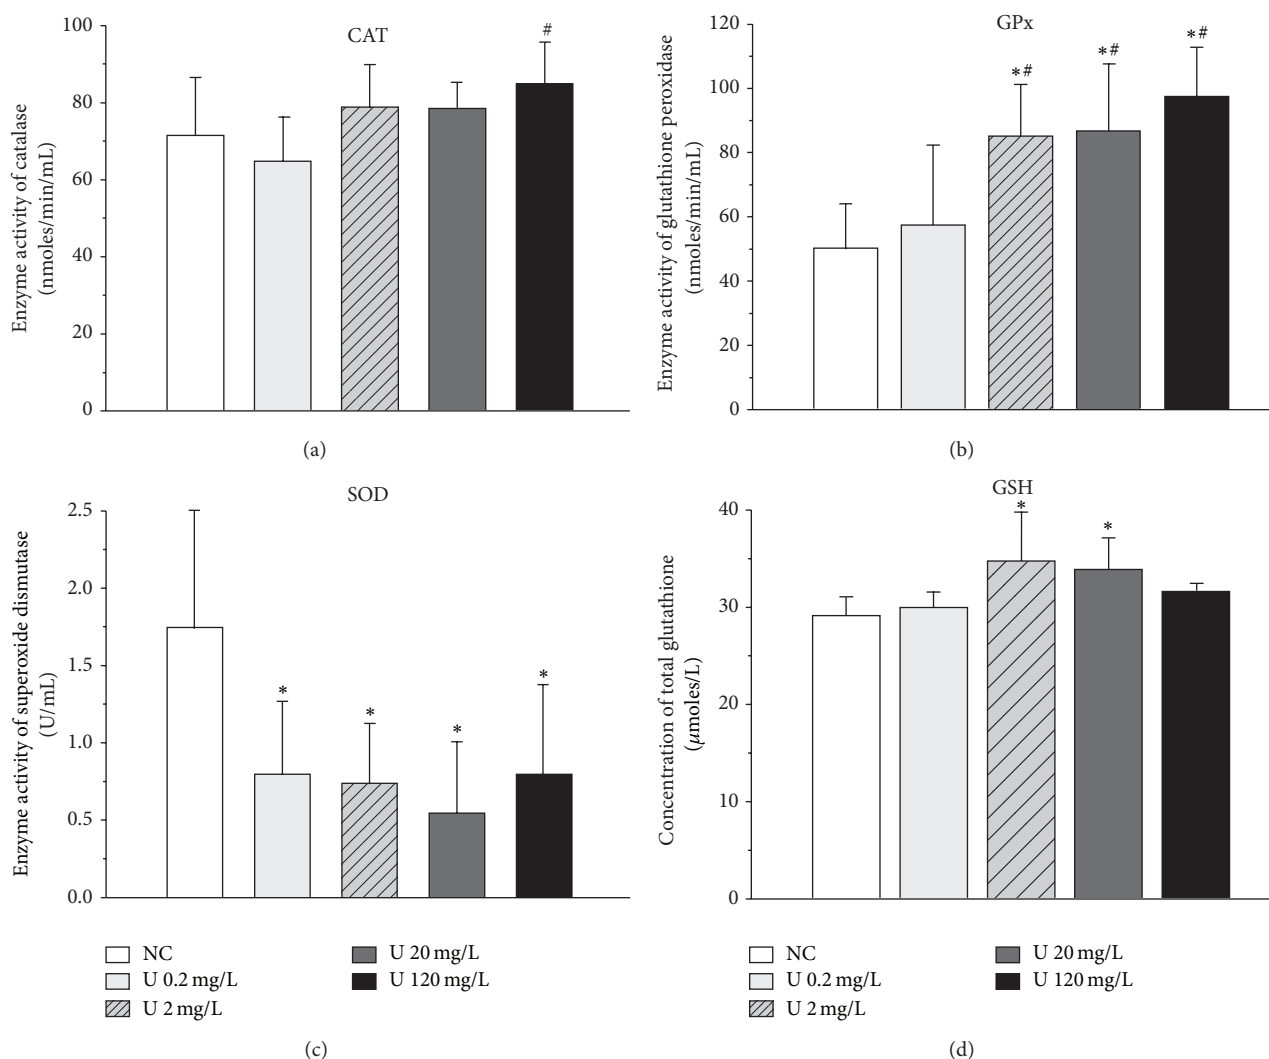 CAT
Enzyme activity of catalase
(nmoles/min/mL)
100
80
60
40
20
0
#
(a)
GPx
Enzyme activity of glutathione peroxidase
(nmoles/min/mL)
120
100
80
60
40
20
0
*#
*#
*#
(b)
SOD
Enzyme activity of superoxide dismutase
(U/mL)
2.5
2.0
1.5
1.0
0.5
0.0
*
*
*
*
NC
U 0.2 mg/L
U 2 mg/L
U 20 mg/L
U 120 mg/L
(c)
GSH
Concentration of total glutathione
(μmoles/L)
40
30
20
10
0
*
*
NC
U 0.2 mg/L
U 2 mg/L
U 20 mg/L
U 120 mg/L
(d)